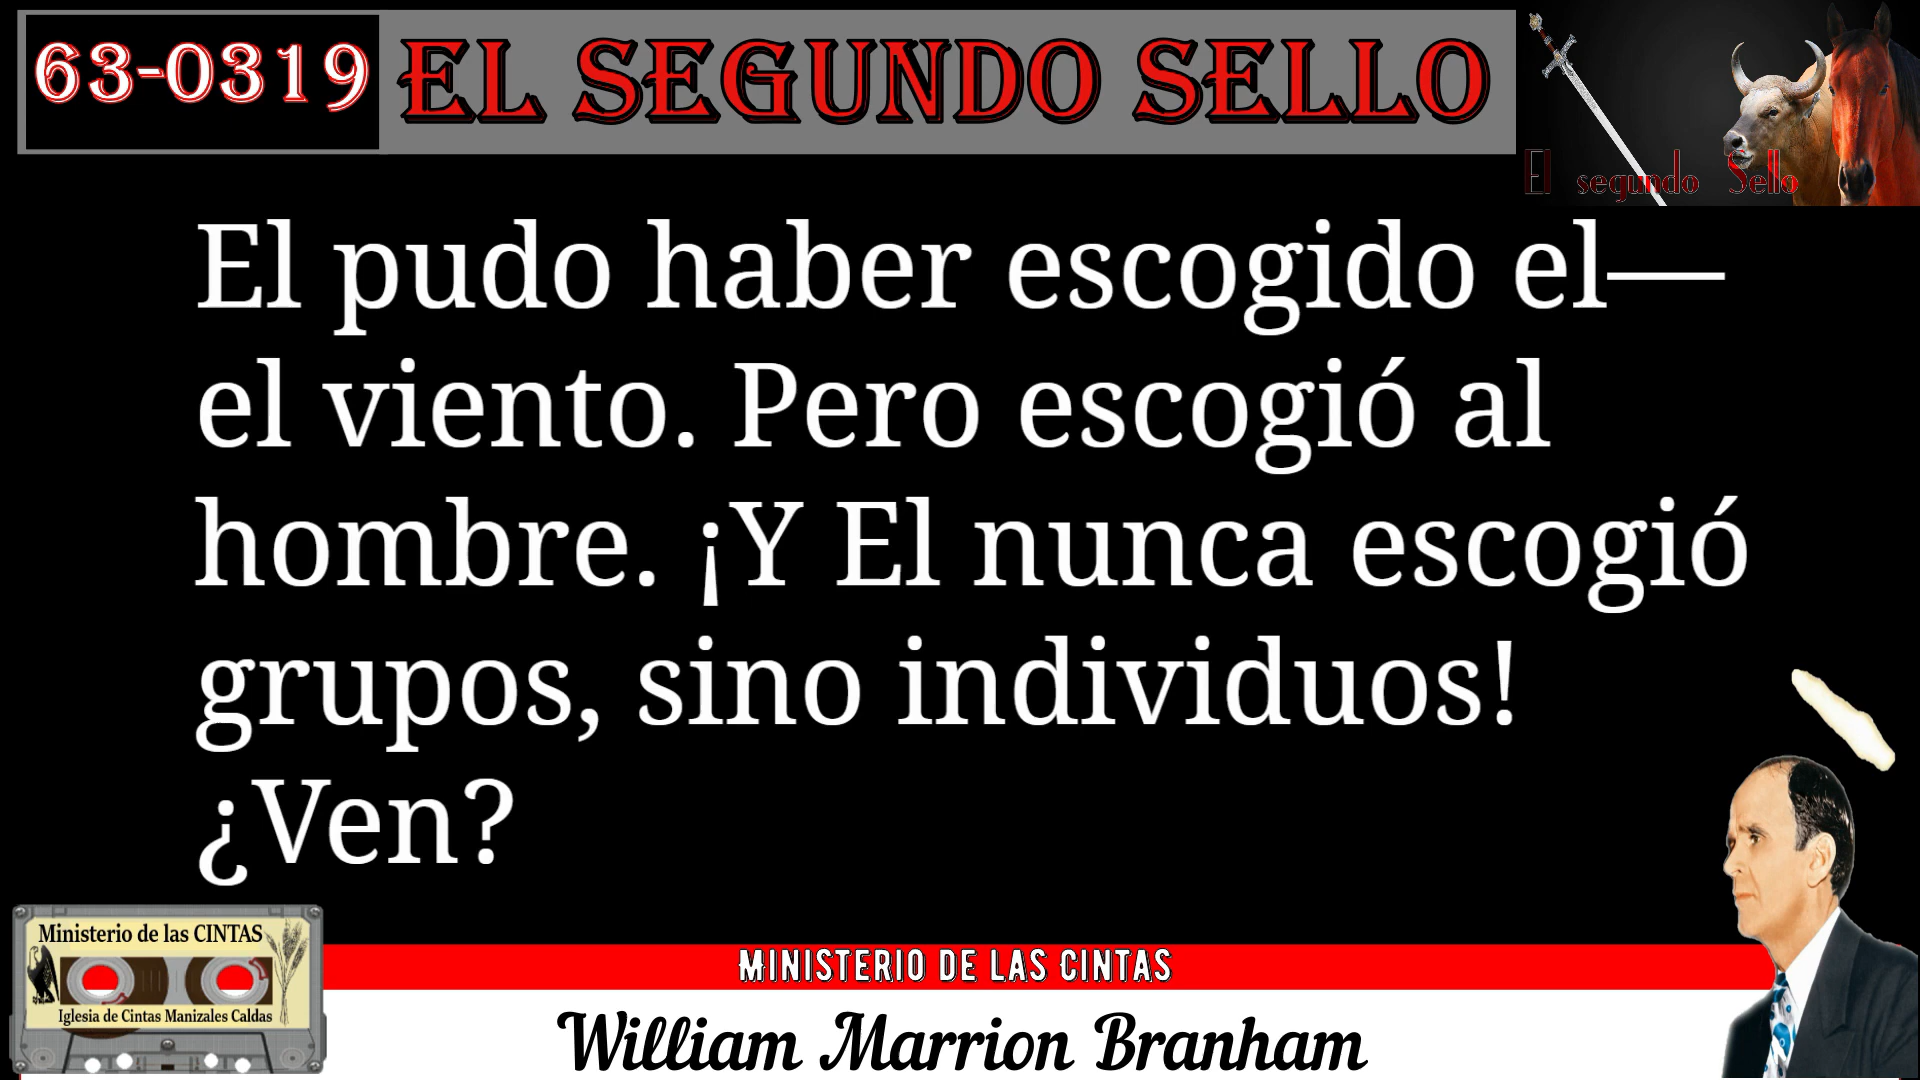 63-0319
EL SEGUNDO SELLO
El segundo Sello
El pudo haber escogido el—
el viento. Pero escogió al
hombre. ¡Y El nunca escogió
grupos, sino individuos!
¿Ven?
Ministerio de las CINTAS
Iglesia de Cintas Manizales Caldas
MINISTERIO DE LAS CINTAS
William Marrion Branham